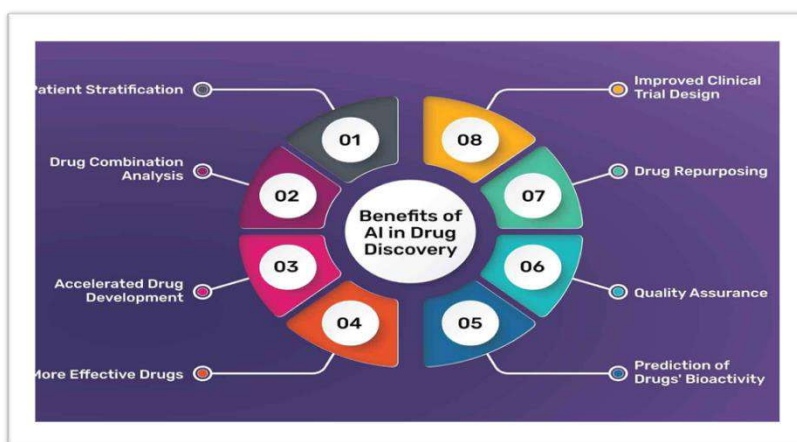 Patient Stratification
01
Drug Combination
Analysis
02
Accelerated Drug
Development
03
More Effective Drugs
04
Benefits of
AI in Drug
Discovery
Improved Clinical
Trial Design
08
Drug Repurposing
07
Quality Assurance
06
Prediction of
Drugs' Bioactivity
05